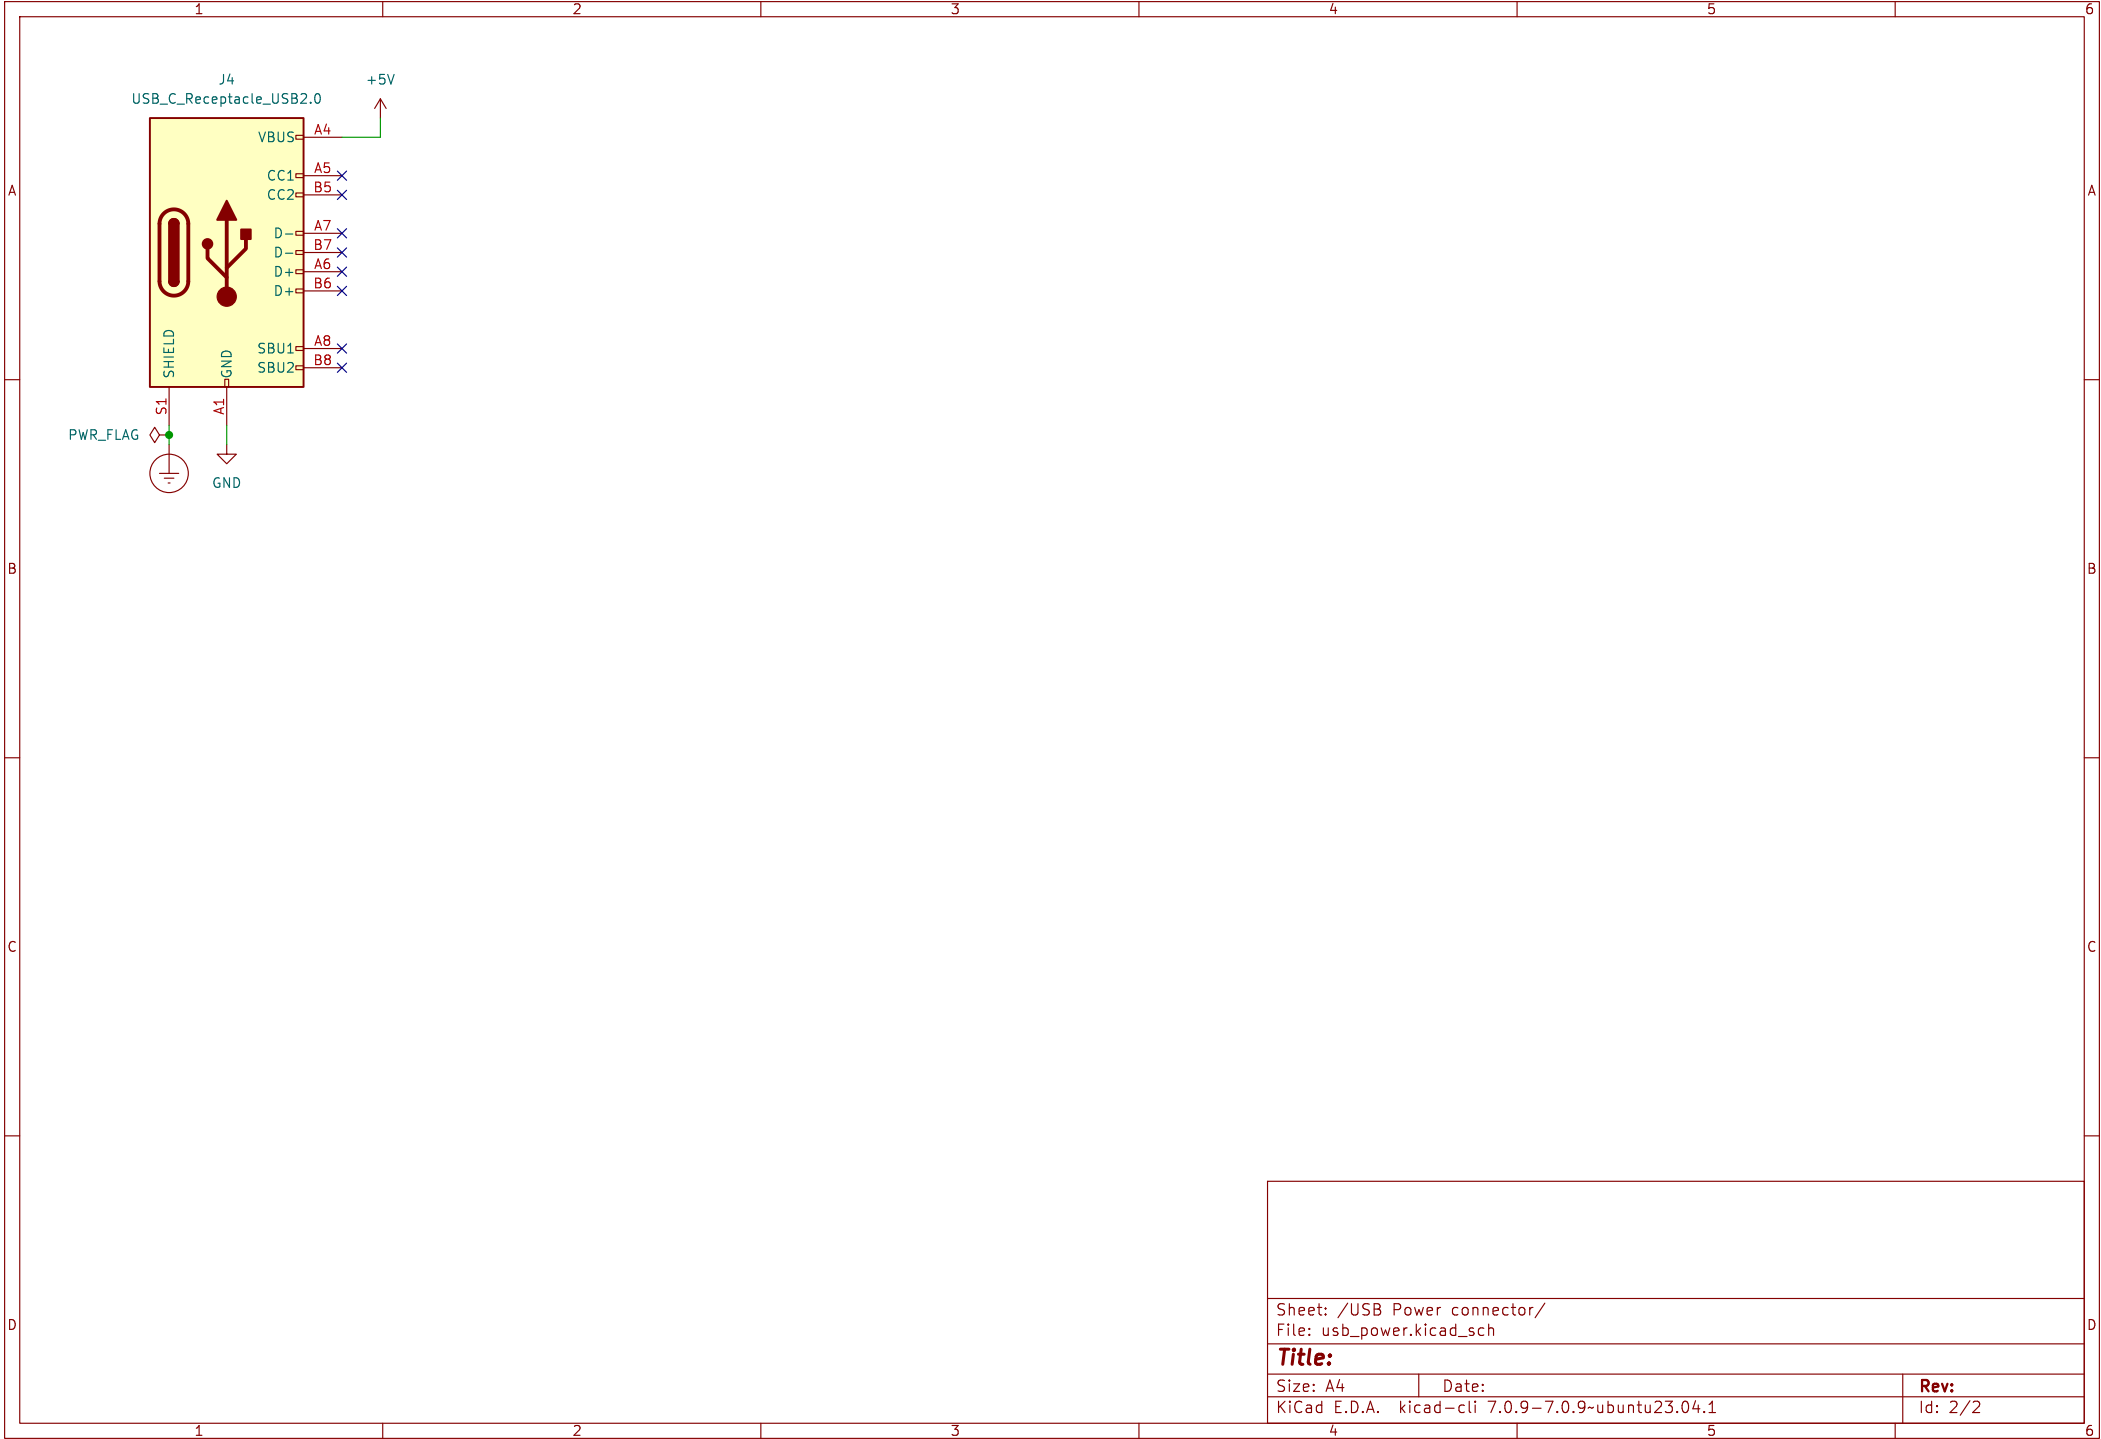 1 2 3 4 5 6
J4
USB_C_Receptacle_USB2.0
+5V
VBUS A4
CC1 A5
CC2 B5
A A
D- A7
D- B7
D+ A6
D+ B6
SBU1 A8
SBU2 B8
SHIELD
GND
S1
A1
PWR_FLAG
GND
B B
C C
D D
Sheet: /USB Power connector/
File: usb_power.kicad_sch
Title:
Size: A4 Date: Rev:
KiCad E.D.A. kicad-cli 7.0.9-7.0.9~ubuntu23.04.1 Id: 2/2
1 2 3 4 5 6